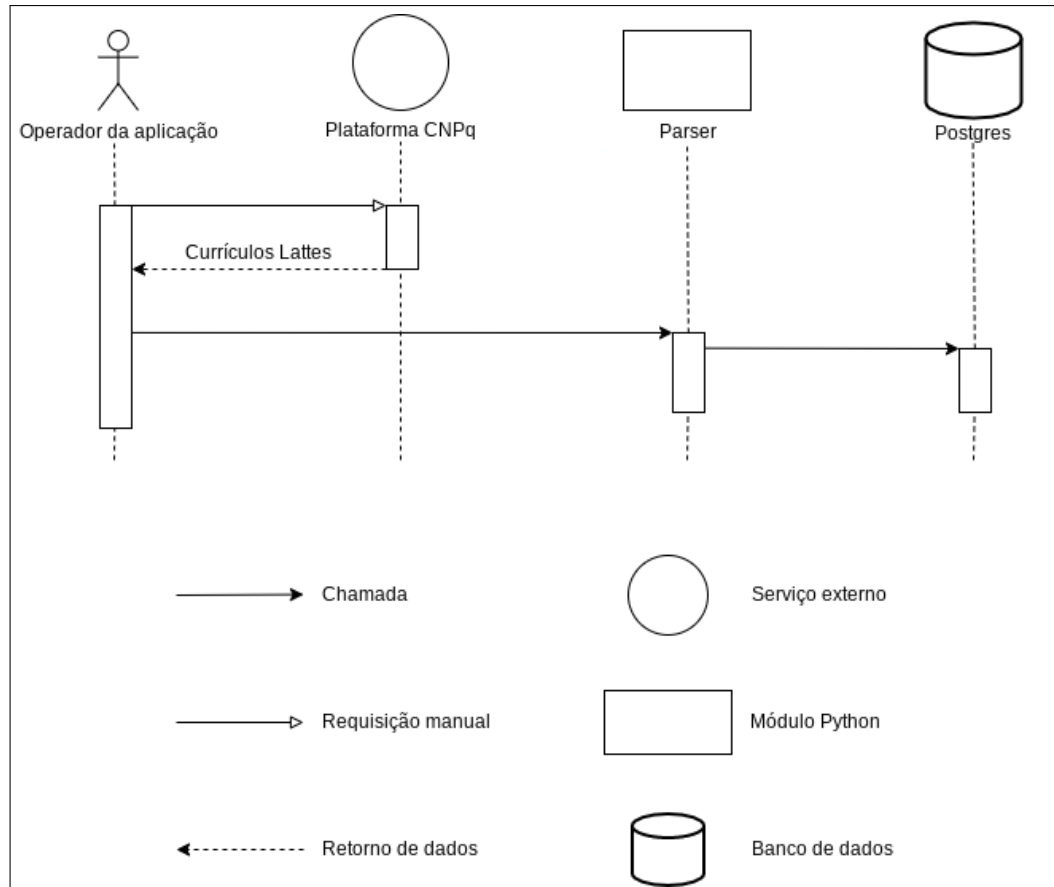 Operador da aplicação
Plataforma CNPq
Parser
Postgres
Currículos Lattes
Chamada
Serviço externo
Requisição manual
Módulo Python
Retorno de dados
Banco de dados